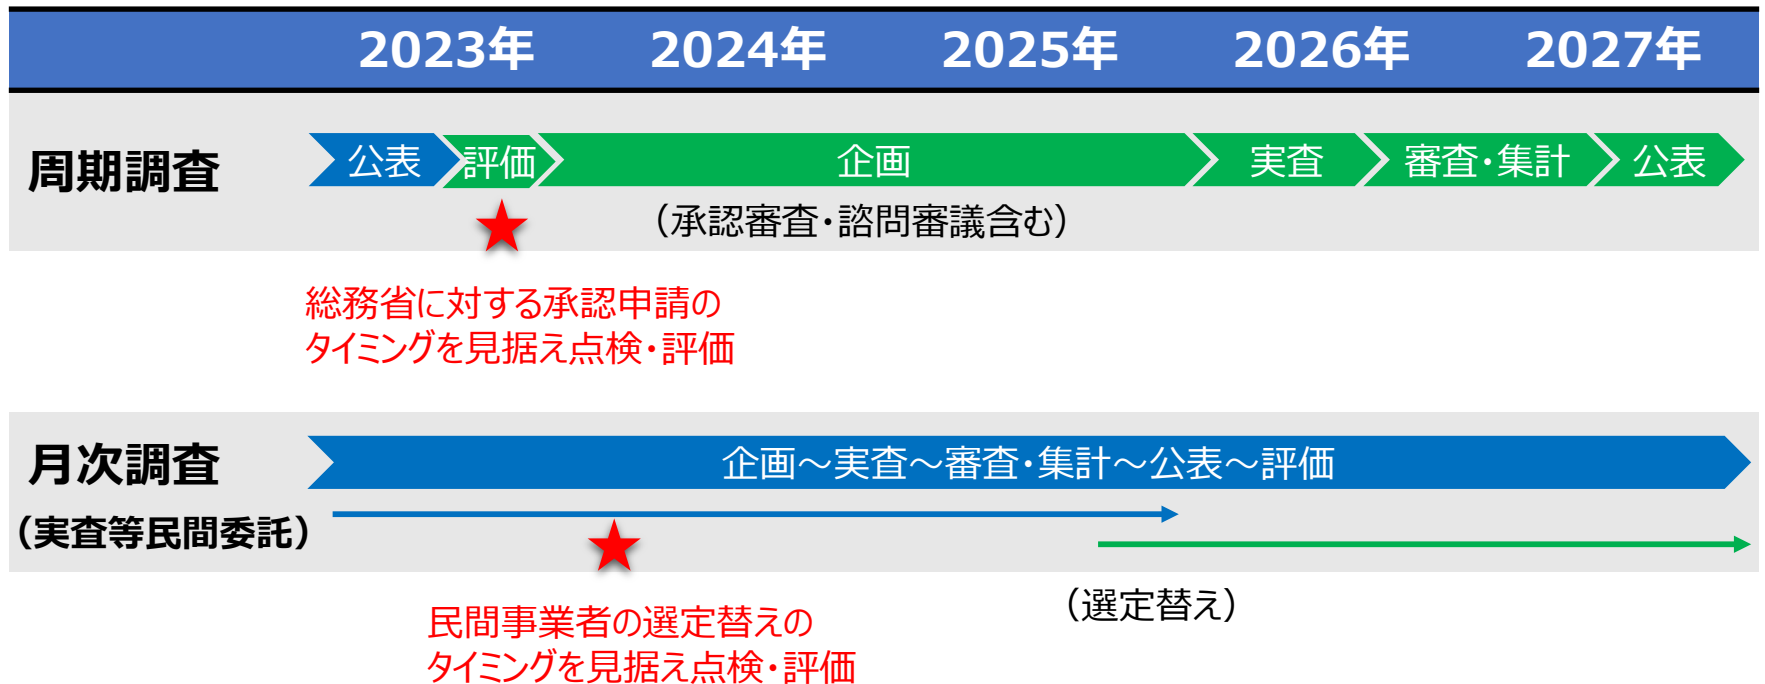 2023年 2024年 2025年 2026年 2027年
周期調査
公表 評価 企画 実査 審査・集計 公表
（承認審査・諮問審議含む）
総務省に対する承認申請の
タイミングを見据え点検・評価
月次調査
企画～実査～審査・集計～公表～評価
（実査等民間委託）
（選定替え）
民間事業者の選定替えの
タイミングを見据え点検・評価